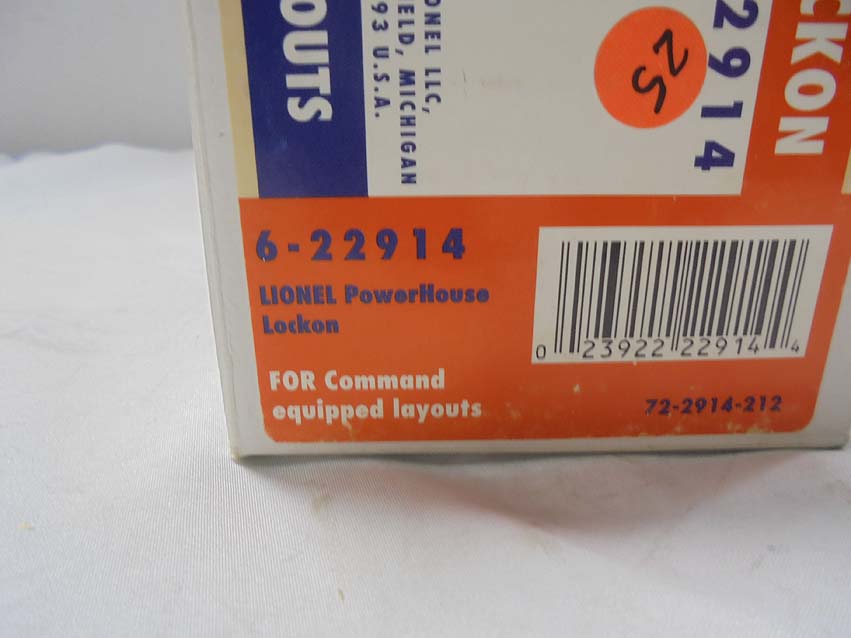 OUTS
ONEL LLC,
IELD, MICHIGAN
93 U.S.A.
25
2914
CKON
6-22914
LIONEL PowerHouse
Lockon
FOR Command
equipped layouts
0 23922 22914 4
72-2914-212